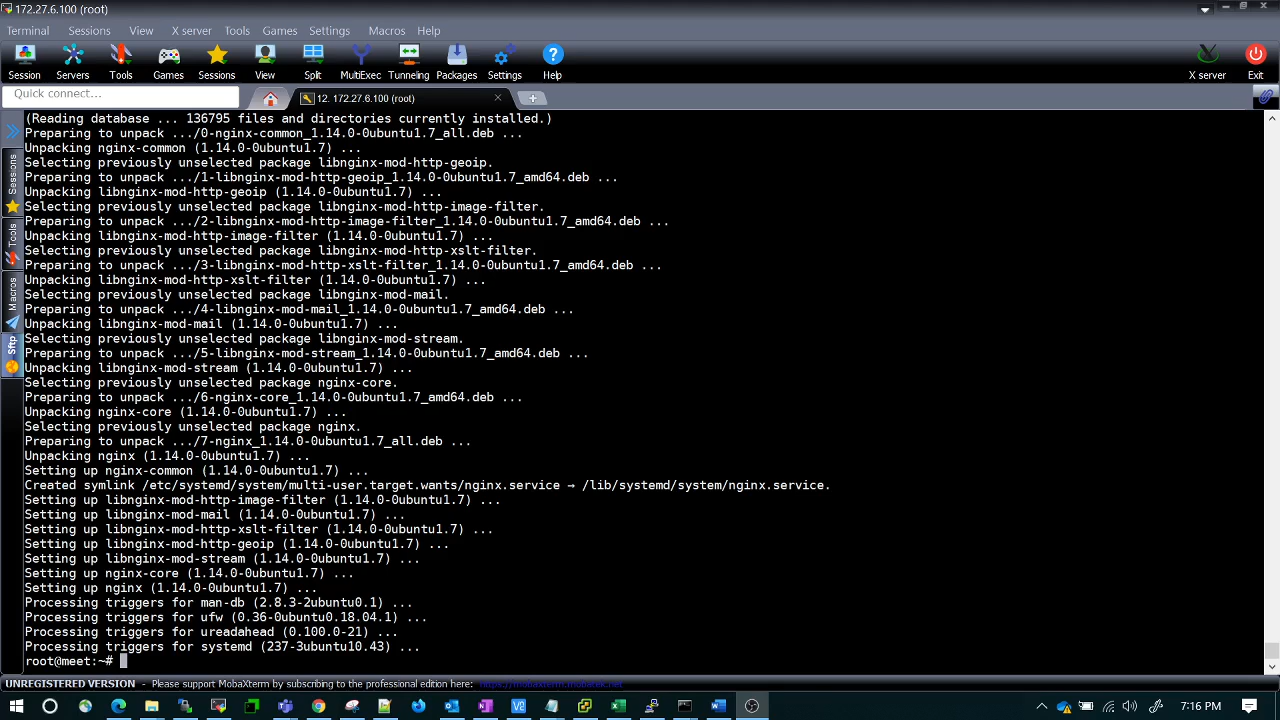 172.27.6.100 (root)
Terminal Sessions View X server Tools Games Settings Macros Help
Session Servers Tools Games Sessions View Split MultiExec Tunneling Packages Settings Help X server Exit
Quick connect... 12. 172.27.6.100 (root)
(Reading database ... 136795 files and directories currently installed.)
Preparing to unpack .../0-nginx-common_1.14.0-0ubuntu1.7_all.deb ...
Unpacking nginx-common (1.14.0-0ubuntu1.7) ...
Selecting previously unselected package libnginx-mod-http-geoip.
Preparing to unpack .../1-libnginx-mod-http-geoip_1.14.0-0ubuntu1.7_amd64.deb ...
Unpacking libnginx-mod-http-geoip (1.14.0-0ubuntu1.7) ...
Selecting previously unselected package libnginx-mod-http-image-filter.
Preparing to unpack .../2-libnginx-mod-http-image-filter_1.14.0-0ubuntu1.7_amd64.deb ...
Unpacking libnginx-mod-http-image-filter (1.14.0-0ubuntu1.7) ...
Selecting previously unselected package libnginx-mod-http-xslt-filter.
Preparing to unpack .../3-libnginx-mod-http-xslt-filter_1.14.0-0ubuntu1.7_amd64.deb ...
Unpacking libnginx-mod-http-xslt-filter (1.14.0-0ubuntu1.7) ...
Selecting previously unselected package libnginx-mod-mail.
Preparing to unpack .../4-libnginx-mod-mail_1.14.0-0ubuntu1.7_amd64.deb ...
Unpacking libnginx-mod-mail (1.14.0-0ubuntu1.7) ...
Selecting previously unselected package libnginx-mod-stream.
Preparing to unpack .../5-libnginx-mod-stream_1.14.0-0ubuntu1.7_amd64.deb ...
Unpacking libnginx-mod-stream (1.14.0-0ubuntu1.7) ...
Selecting previously unselected package nginx-core.
Preparing to unpack .../6-nginx-core_1.14.0-0ubuntu1.7_amd64.deb ...
Unpacking nginx-core (1.14.0-0ubuntu1.7) ...
Selecting previously unselected package nginx.
Preparing to unpack .../7-nginx_1.14.0-0ubuntu1.7_all.deb ...
Unpacking nginx (1.14.0-0ubuntu1.7) ...
Setting up nginx-common (1.14.0-0ubuntu1.7) ...
Created symlink /etc/systemd/system/multi-user.target.wants/nginx.service → /lib/systemd/system/nginx.service.
Setting up libnginx-mod-http-image-filter (1.14.0-0ubuntu1.7) ...
Setting up libnginx-mod-mail (1.14.0-0ubuntu1.7) ...
Setting up libnginx-mod-http-xslt-filter (1.14.0-0ubuntu1.7) ...
Setting up libnginx-mod-http-geoip (1.14.0-0ubuntu1.7) ...
Setting up libnginx-mod-stream (1.14.0-0ubuntu1.7) ...
Setting up nginx-core (1.14.0-0ubuntu1.7) ...
Setting up nginx (1.14.0-0ubuntu1.7) ...
Processing triggers for man-db (2.8.3-2ubuntu0.1) ...
Processing triggers for ufw (0.36-0ubuntu0.18.04.1) ...
Processing triggers for ureadahead (0.100.0-21) ...
Processing triggers for systemd (237-3ubuntu10.43) ...
root@meet:~#
Sessions
Tools
Macros
Sftp
UNREGISTERED VERSION - Please support MobaXterm by subscribing to the professional edition here: https://mobaxterm.mobatek.net
7:16 PM